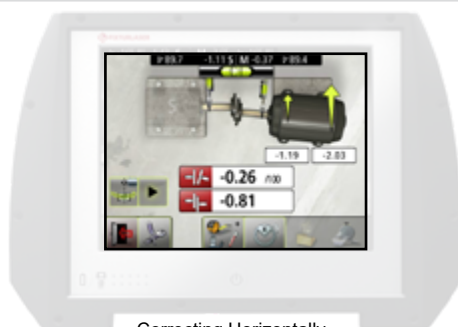 89.7 -1.11 S M -0.37 89.4
S
-1.19 -2.03
-0.26 /100
-0.81
Correcting Horizontally